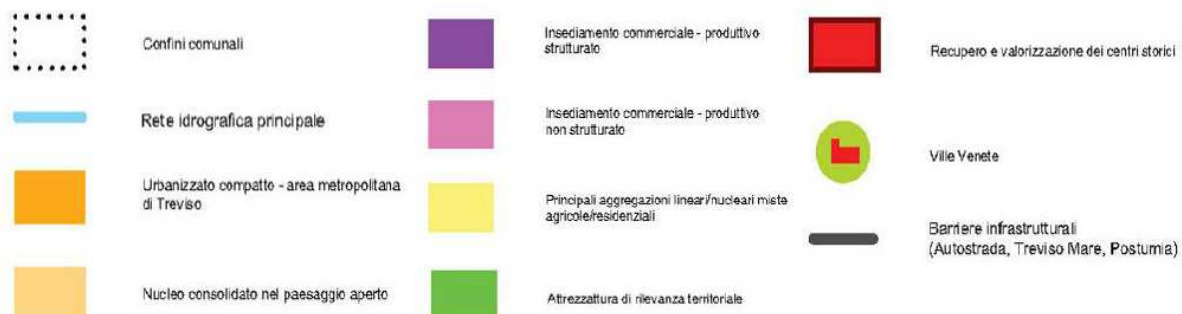 Confini comunali
Rete idrografica principale
Urbanizzato compatto - area metropolitana
di Treviso
Nucleo consolidato nel paesaggio aperto
Insediamento commerciale - produttivo
strutturato
Insediamento commerciale - produttivo
non strutturato
Principali aggregazioni lineari/nucleari miste
agricole/residenziali
Attrezzattura di rilevanza territoriale
Recupero e valorizzazione dei centri storici
Ville Venete
Barriere infrastrutturali
(Autostrada, Treviso Mare, Postumia)